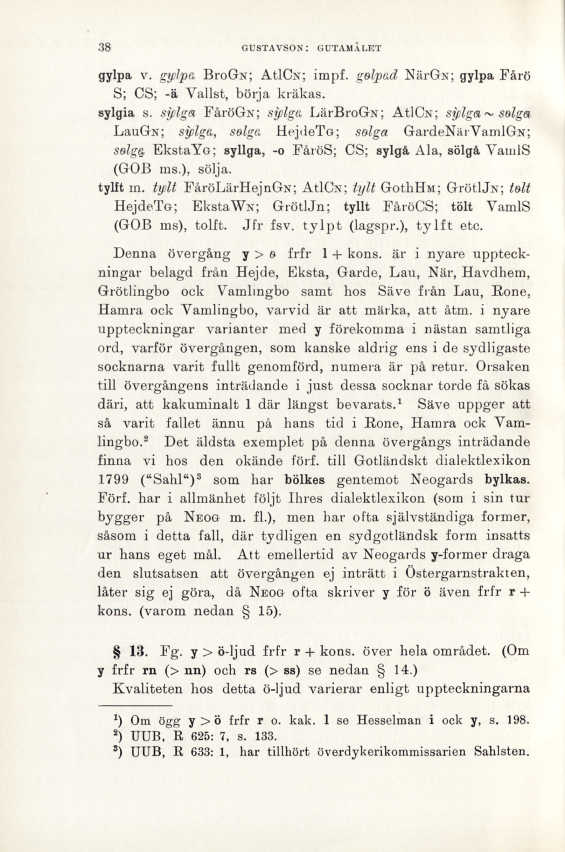 38 GUSTAVSON: GUTAMÅLET
gylpa v. gylpa BroGN; AtlCN; impf. gølpad NärGN; gylpa Fårö
S; CS; -ä Vallst, börja kräkas.
sylgia s. sylga FåröGN; sylga LärBroGN; AtlCN; sylga ~ sølga
LauGN; sylga, sølga HejdeTG; sølga GardeNärVamlGN;
sølga EkstaYG; syllga, -o FåröS; CS; sylgå Ala, sölgå VamlS
(GOB ms.), sölja.
tylft m. tylt FåröLärHejnGN; AtlCN; tylt GothHM; GrötlJN; tølt
HejdeTG; EkstaWN; GrötlJn; tyllt FåröCS; tölt VamlS
(GOB ms), tolft. Jfr fsv. tylpt (lagspr.), tylft etc.
Denna övergång y > ø frfr l + kons. är i nyare uppteck-
ningar belagd från Hejde, Eksta, Garde, Lau, När, Havdhem,
Grötlingbo ock Vamlingbo samt hos Säve från Lau, Rone,
Hamra ock Vamlingbo, varvid är att märka, att åtm. i nyare
uppteckningar varianter med y förekomma i nästan samtliga
ord, varför övergången, som kanske aldrig ens i de sydligaste
socknarna varit fullt genomförd, numera är på retur. Orsaken
till övergångens inträdande i just dessa socknar torde få sökas
däri, att kakuminalt l där längst bevarats.¹ Säve uppger att
så varit fallet ännu på hans tid i Rone, Hamra ock Vam-
lingbo.² Det äldsta exemplet på denna övergångs inträdande
finna vi hos den okände förf. till Gotländskt dialektlexikon
1799 (“Sahl“)³ som har bölkes gentemot Neogards bylkas.
Förf. har i allmänhet följt Ihres dialektlexikon (som i sin tur
bygger på NEOG m. fl.), men har ofta självständiga former,
såsom i detta fall, där tydligen en sydgotländsk form insatts
ur hans eget mål. Att emellertid av Neogards y-former draga
den slutsatsen att övergången ej inträtt i Östergarnstrakten,
låter sig ej göra, då NEOG ofta skriver y för ö även frfr r +
kons. (varom nedan § 15).
§ 13. Fg. y > ö-ljud frfr r + kons. över hela området. (Om
y frfr rn (> nn) och rs (> ss) se nedan § 14.)
Kvaliteten hos detta ö-ljud varierar enligt uppteckningarna
¹) Om ögg y > ö frfr r o. kak. l se Hesselman i ock y, s. 198.
²) UUB, R 625: 7, s. 133.
³) UUB, R 633: 1, har tillhört överdykerikommissarien Sahlsten.